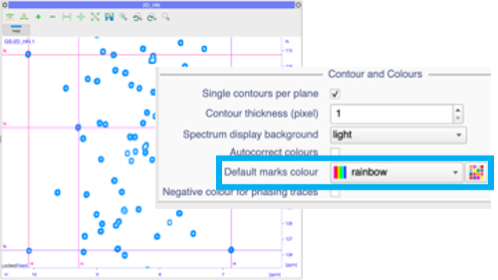 2D_HN
Contour and Colours
Single contours per plane
Contour thickness (pixel) 1
Spectrum display background light
Autocorrect colours
Default marks colour rainbow
Negative colour for phasing traces